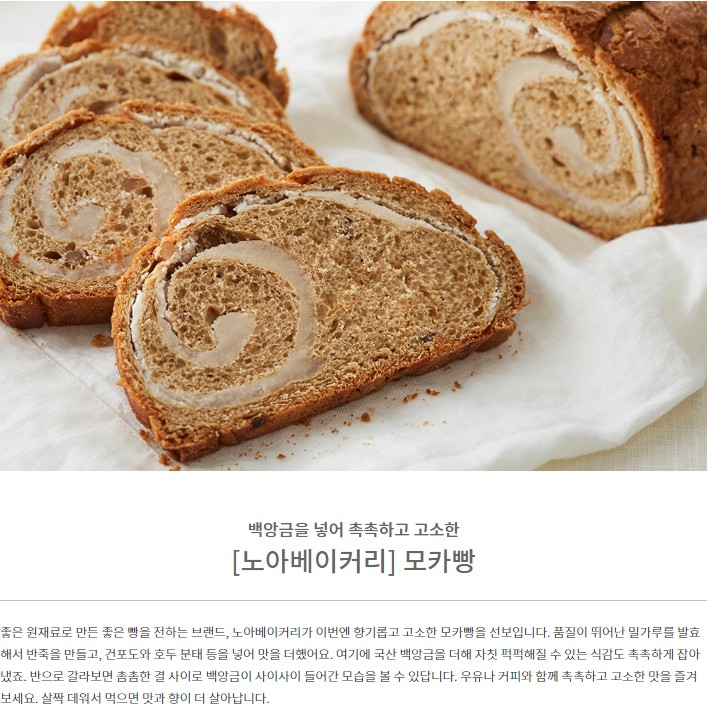 백앙금을 넣어 촉촉하고 고소한
[노아베이커리] 모카빵
좋은 원재료로 만든 좋은 빵을 전하는 브랜드, 노아베이커리가 이번엔 향기롭고 고소한 모카빵을 선보입니다. 품질이 뛰어난 밀가루를 발효
해서 반죽을 만들고, 건포도와 호두 분태 등을 넣어 맛을 더했어요. 여기에 국산 백앙금을 더해 자칫 퍽퍽해질 수 있는 식감도 촉촉하게 잡아
냈죠. 반으로 갈라보면 촘촘한 결 사이로 백앙금이 사이사이 들어간 모습을 볼 수 있답니다. 우유나 커피와 함께 촉촉하고 고소한 맛을 즐겨
보세요. 살짝 데워서 먹으면 맛과 향이 더 살아납니다.